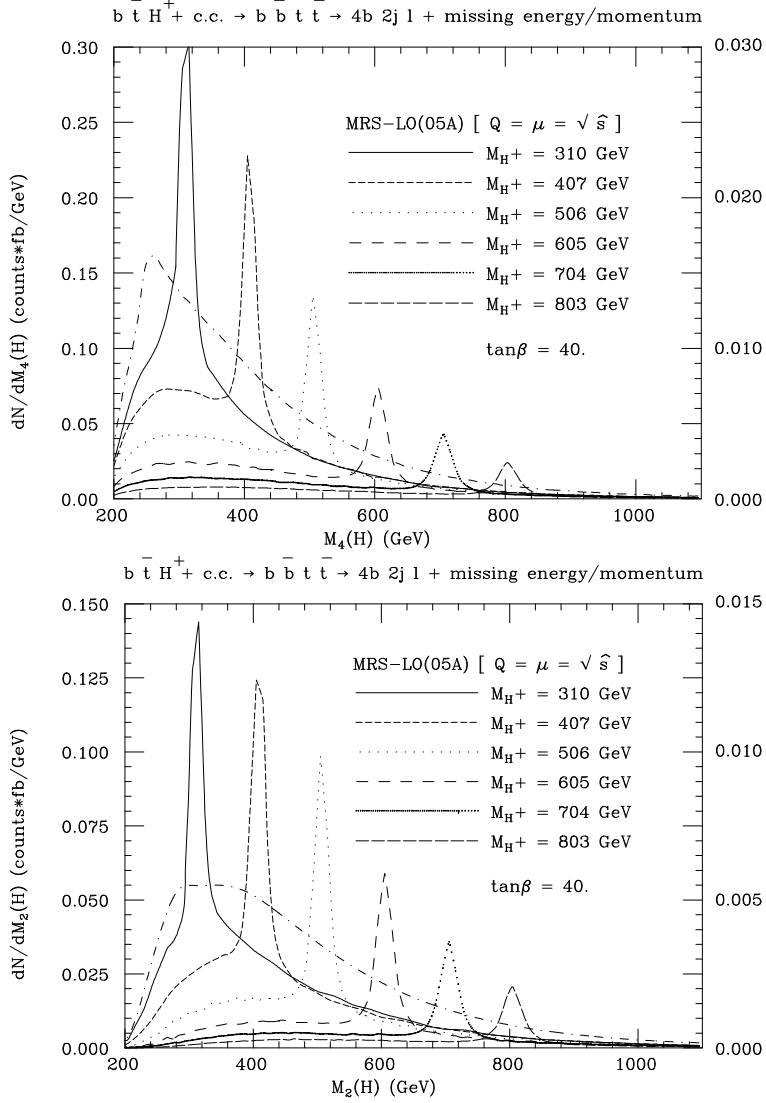 b t̄ H⁺+ c.c. → b b̄ t t̄ → 4b 2j l + missing energy/momentum
0.30
0.25
0.20
0.15
0.10
0.05
0.00
dN/dM₄(H) (counts*fb/GeV)
0.030
0.020
0.010
0.000
MRS−LO(05A) [ Q = μ = √ ŝ ]
M_H+ = 310 GeV
M_H+ = 407 GeV
M_H+ = 506 GeV
M_H+ = 605 GeV
M_H+ = 704 GeV
M_H+ = 803 GeV
tanβ = 40.
200 400 600 800 1000
M₄(H) (GeV)
b t̄ H⁺+ c.c. → b b̄ t t̄ → 4b 2j l + missing energy/momentum
0.150
0.125
0.100
0.075
0.050
0.025
0.000
dN/dM₂(H) (counts*fb/GeV)
0.015
0.010
0.005
0.000
MRS−LO(05A) [ Q = μ = √ ŝ ]
M_H+ = 310 GeV
M_H+ = 407 GeV
M_H+ = 506 GeV
M_H+ = 605 GeV
M_H+ = 704 GeV
M_H+ = 803 GeV
tanβ = 40.
200 400 600 800 1000
M₂(H) (GeV)